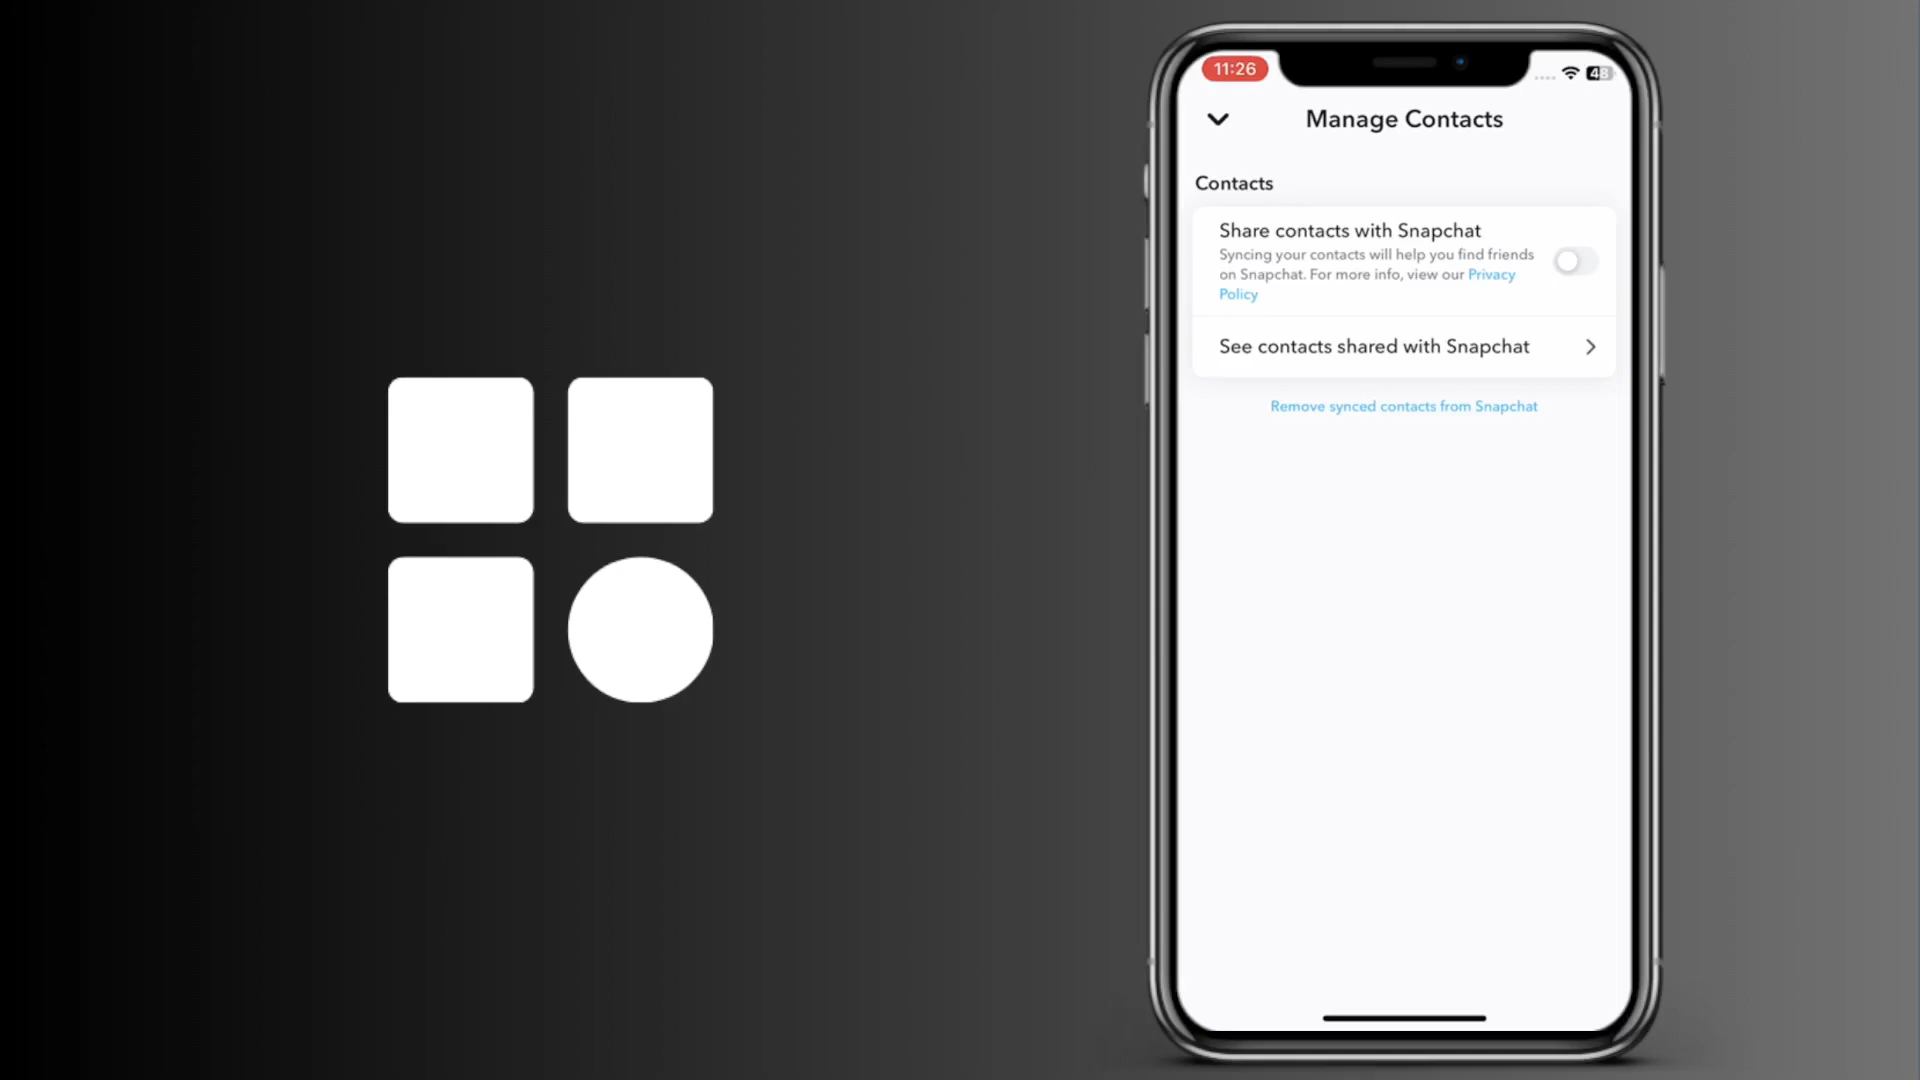 11:26
48
Manage Contacts
Contacts
Share contacts with Snapchat
Syncing your contacts will help you find friends
on Snapchat. For more info, view our Privacy
Policy
See contacts shared with Snapchat
Remove synced contacts from Snapchat